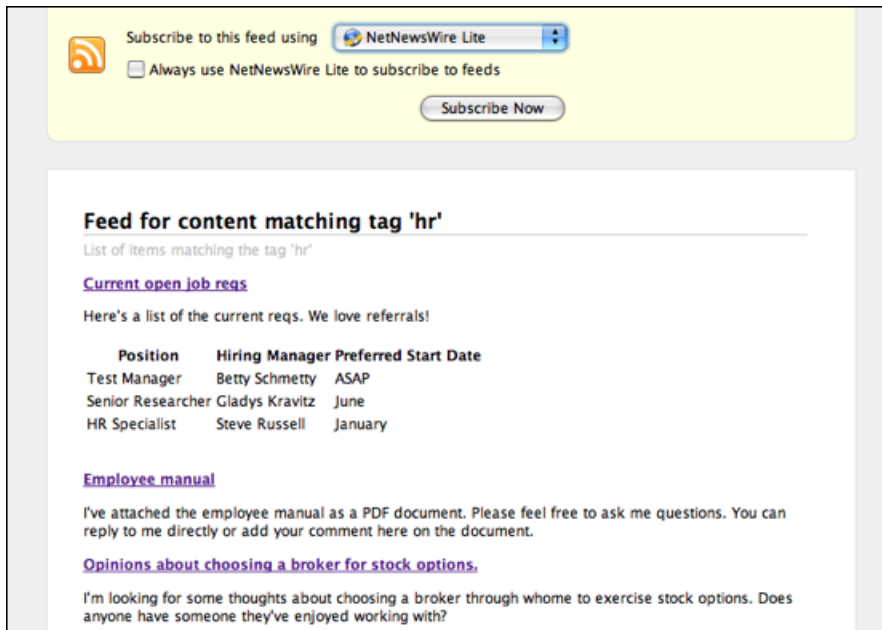 Subscribe to this feed using NetNewsWire Lite
Always use NetNewsWire Lite to subscribe to feeds
Subscribe Now
Feed for content matching tag 'hr'
List of items matching the tag 'hr'
Current open job reqs
Here's a list of the current reqs. We love referrals!
Position Hiring Manager Preferred Start Date
Test Manager Betty Schmetty ASAP
Senior Researcher Gladys Kravitz June
HR Specialist Steve Russell January
Employee manual
I've attached the employee manual as a PDF document. Please feel free to ask me questions. You can
reply to me directly or add your comment here on the document.
Opinions about choosing a broker for stock options.
I'm looking for some thoughts about choosing a broker through whome to exercise stock options. Does
anyone have someone they've enjoyed working with?